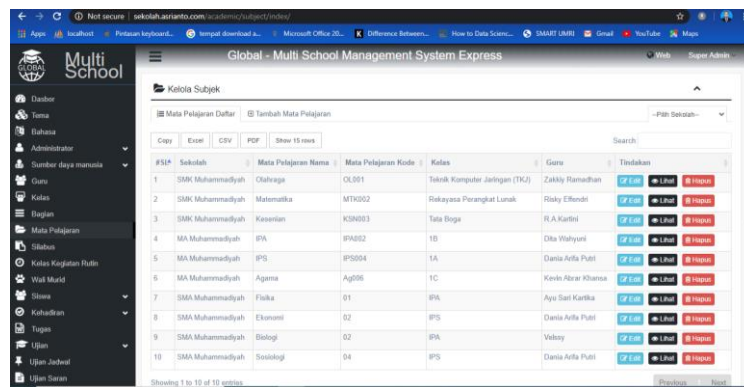 Not secure | sekolah.asrianto.com/academic/subject/index/
Apps localhost Pintasan keyboard... tempat download a... Microsoft Office 20... Difference Between... How to Data Scienc... SMART UMRI Gmail YouTube Maps
GLOBAL Multi School
Global - Multi School Management System Express
Web Super Admin
Dasbor
Tema
Bahasa
Administrator
Sumber daya manusia
Guru
Kelas
Bagian
Mata Pelajaran
Silabus
Kelas Kegiatan Rutin
Wali Murid
Siswa
Kehadiran
Tugas
Ujian
Ujian Jadwal
Ujian Saran
Kelola Subjek
Mata Pelajaran Daftar Tambah Mata Pelajaran --Pilih Sekolah--
Copy Excel CSV PDF Show 15 rows Search:
#SL Sekolah Mata Pelajaran Nama Mata Pelajaran Kode Kelas Guru Tindakan
1 SMK Muhammadiyah Olahraga OL001 Teknik Komputer Jaringan (TKJ) Zakkiy Ramadhan Edit Lihat Hapus
2 SMK Muhammadiyah Matematika MTK002 Rekayasa Perangkat Lunak Risky Effendri Edit Lihat Hapus
3 SMK Muhammadiyah Kesenian KSN003 Tata Boga R.A.Kartini Edit Lihat Hapus
4 MA Muhammadiyah IPA IPA002 1B Dita Wahyuni Edit Lihat Hapus
5 MA Muhammadiyah IPS IPS004 1A Dania Arifa Putri Edit Lihat Hapus
6 MA Muhammadiyah Agama Ag006 1C Kevin Abrar Khansa Edit Lihat Hapus
7 SMA Muhammadiyah Fisika 01 IPA Ayu Sari Kartika Edit Lihat Hapus
8 SMA Muhammadiyah Ekonomi 02 IPS Dania Arifa Putri Edit Lihat Hapus
9 SMA Muhammadiyah Biologi 02 IPA Velissy Edit Lihat Hapus
10 SMA Muhammadiyah Sosiologi 04 IPS Dania Arifa Putri Edit Lihat Hapus
Showing 1 to 10 of 10 entries Previous 1 Next